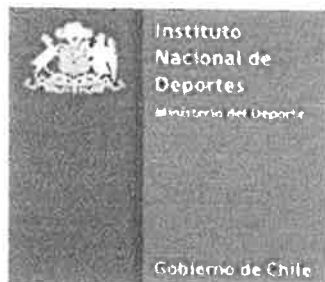 Instituto
Nacional de
Deportes
Ministerio del Deporte
Gobierno de Chile